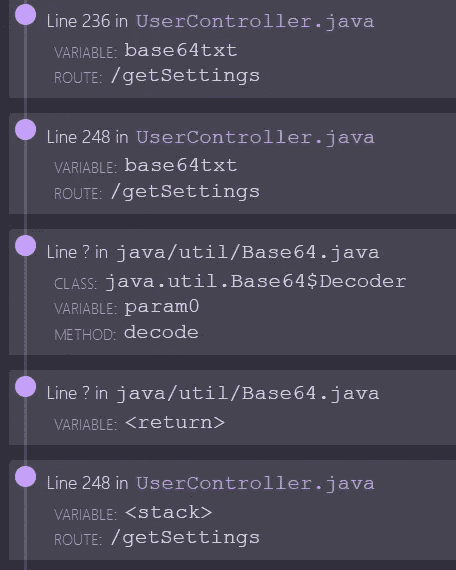 Line 236 in UserController.java
VARIABLE: base64txt
ROUTE: /getSettings
Line 248 in UserController.java
VARIABLE: base64txt
ROUTE: /getSettings
Line ? in java/util/Base64.java
CLASS: java.util.Base64$Decoder
VARIABLE: param0
METHOD: decode
Line ? in java/util/Base64.java
VARIABLE: <return>
Line 248 in UserController.java
VARIABLE: <stack>
ROUTE: /getSettings